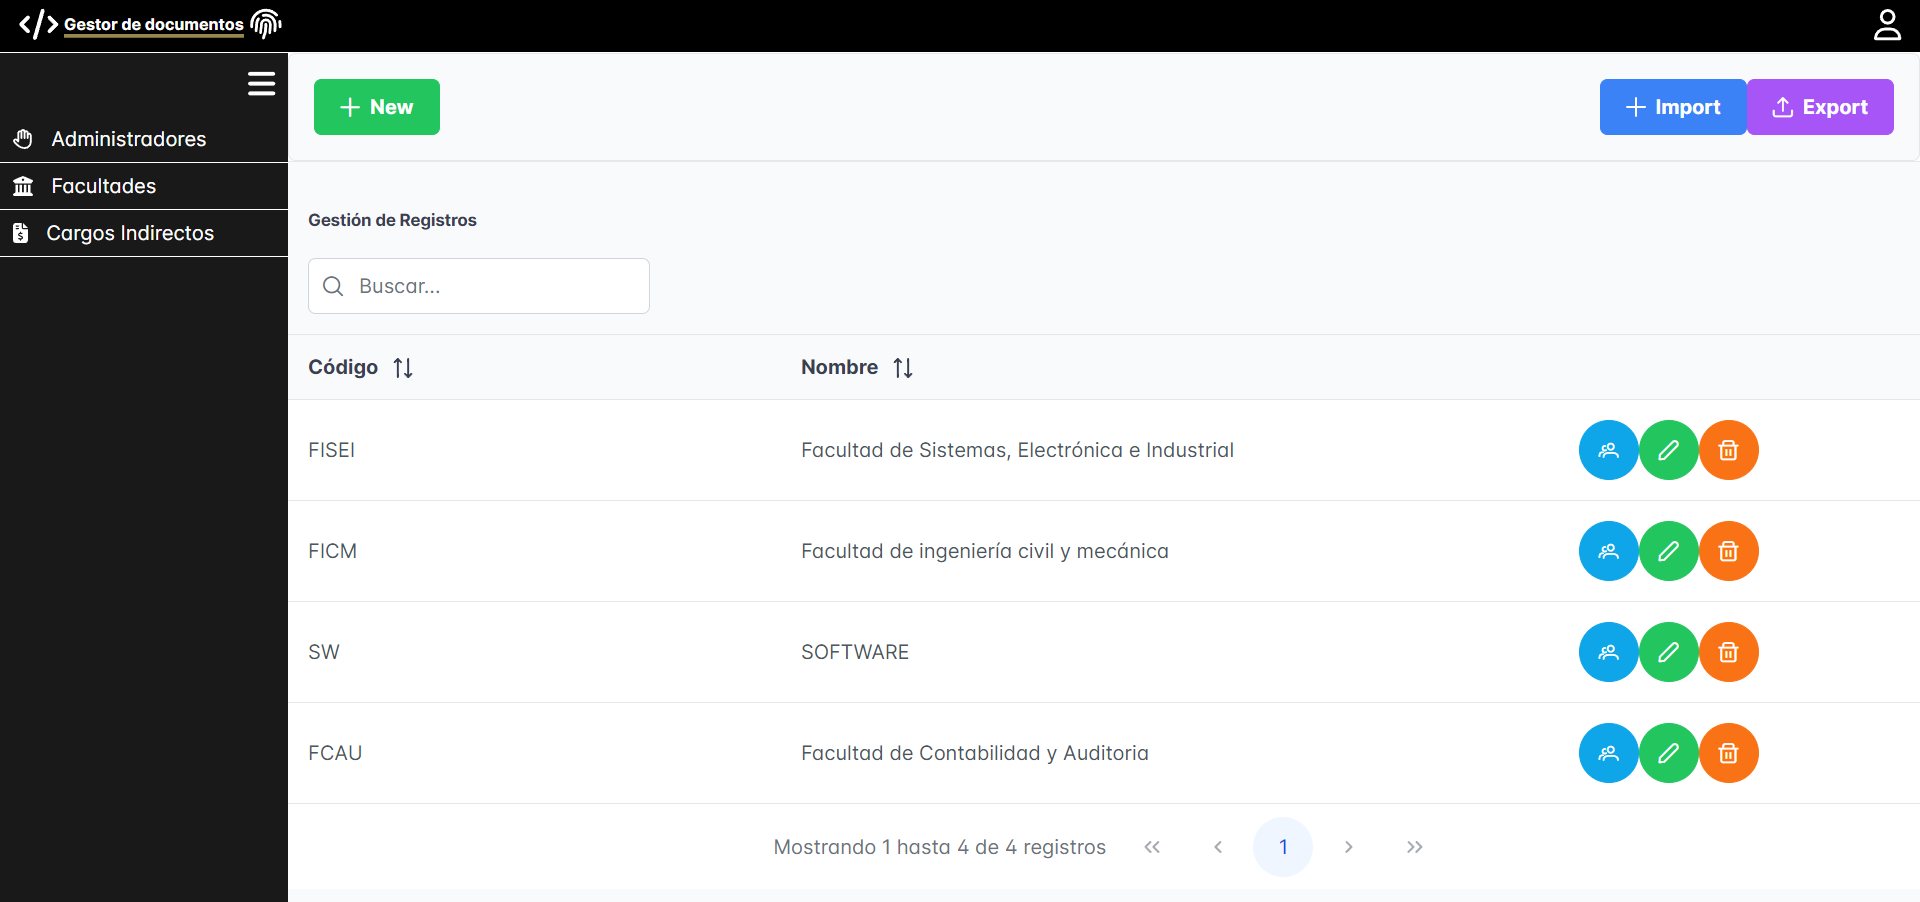 Gestor de documentos
Administradores
Facultades
Cargos Indirectos
New
Import
Export
Gestión de Registros
Buscar...
Código Nombre
FISEI Facultad de Sistemas, Electrónica e Industrial
FICM Facultad de ingeniería civil y mecánica
SW SOFTWARE
FCAU Facultad de Contabilidad y Auditoria
Mostrando 1 hasta 4 de 4 registros « ‹ 1 › »